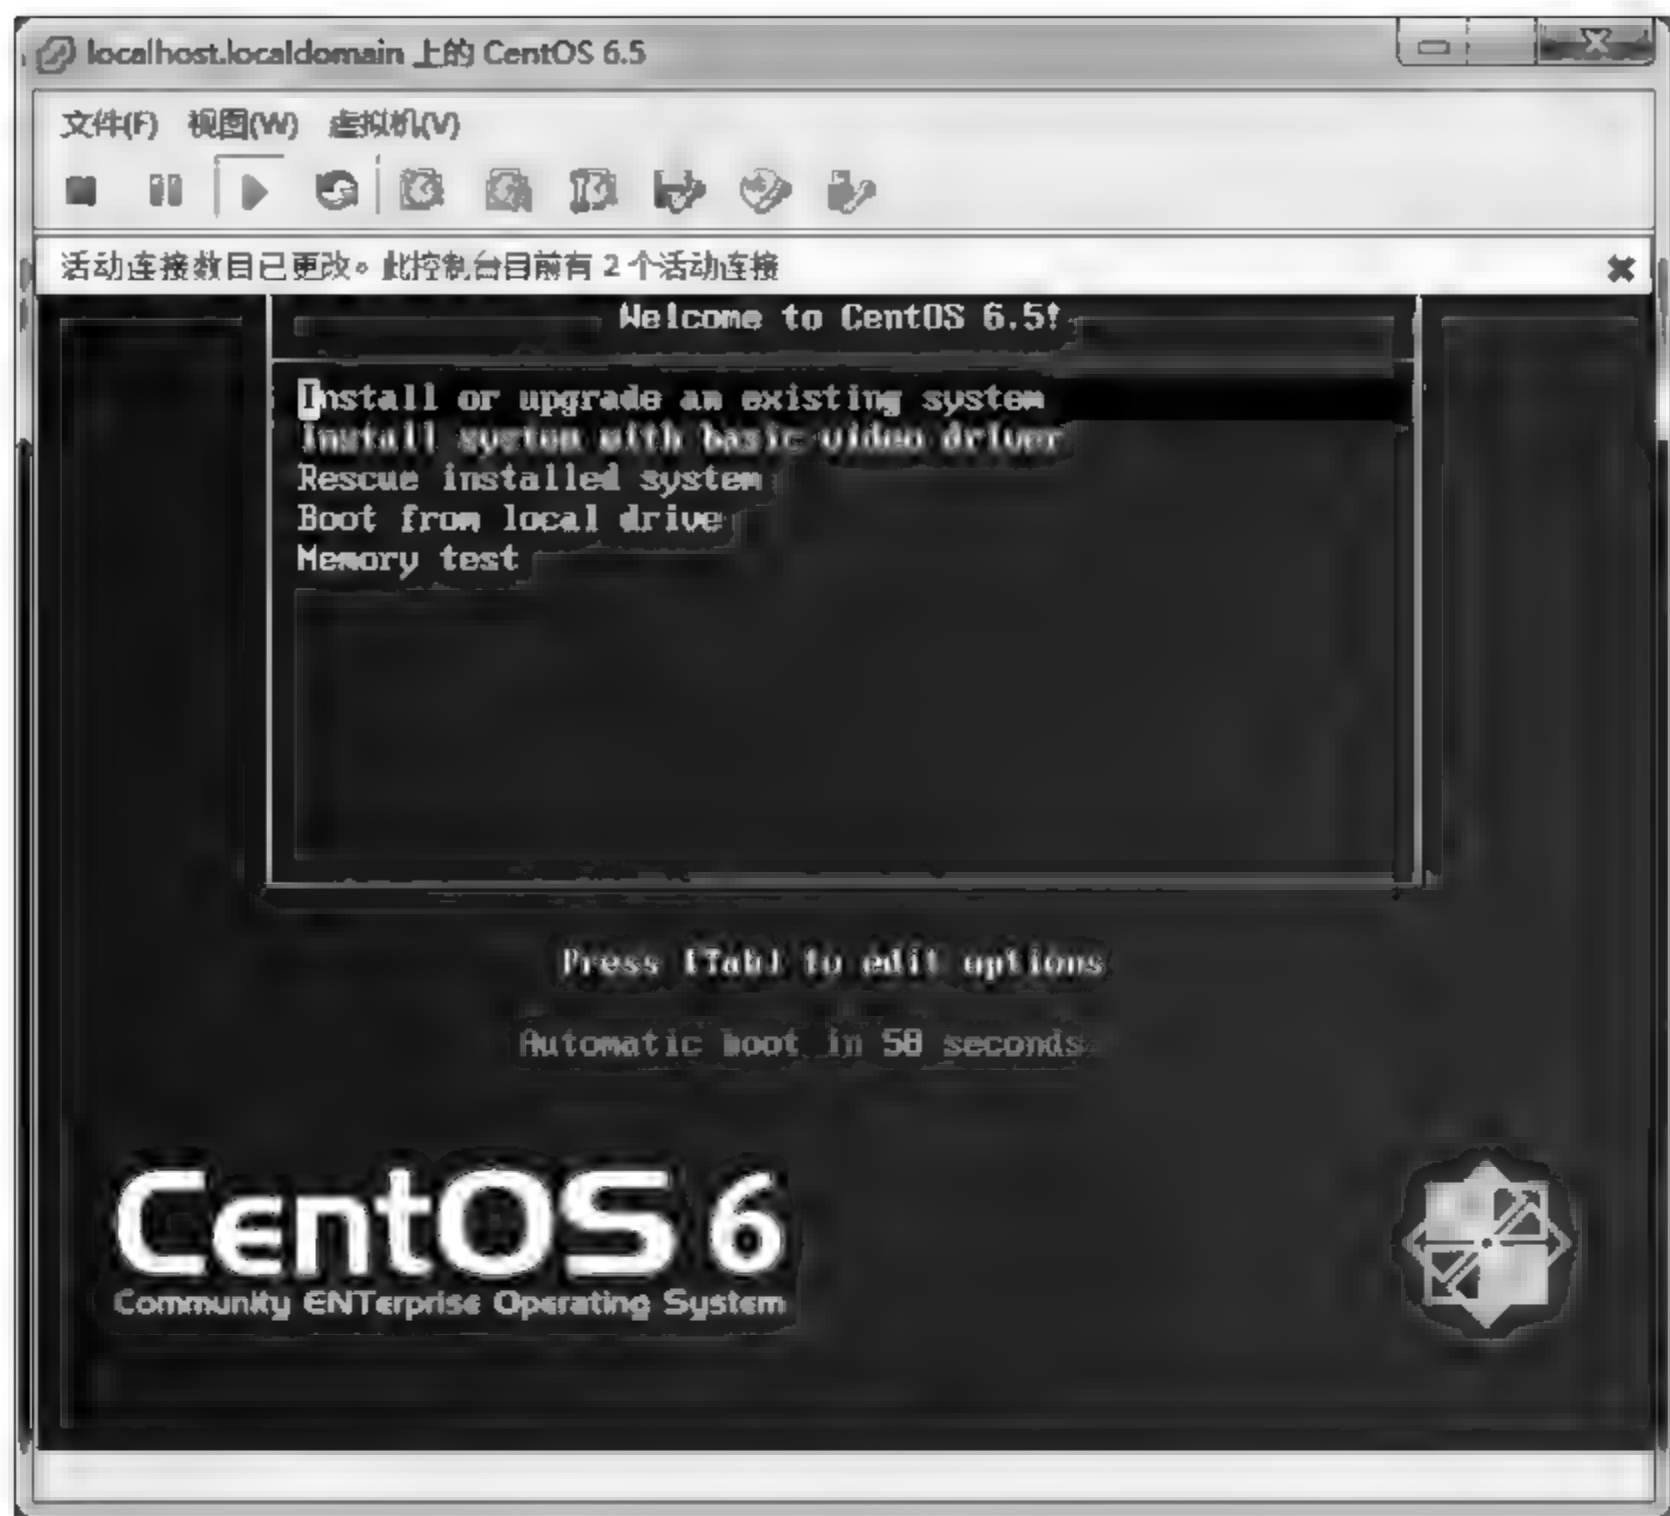 localhost.localdomain 上的 CentOS 6.5
文件(F) 视图(W) 虚拟机(V)
活动连接数目已更改。此控制台目前有 2 个活动连接
Welcome to CentOS 6.5!
Install or upgrade an existing system
Install system with basic video driver
Rescue installed system
Boot from local drive
Memory test
Press [Tab] to edit options
Automatic boot in 58 seconds
CentOS 6
Community ENTerprise Operating System